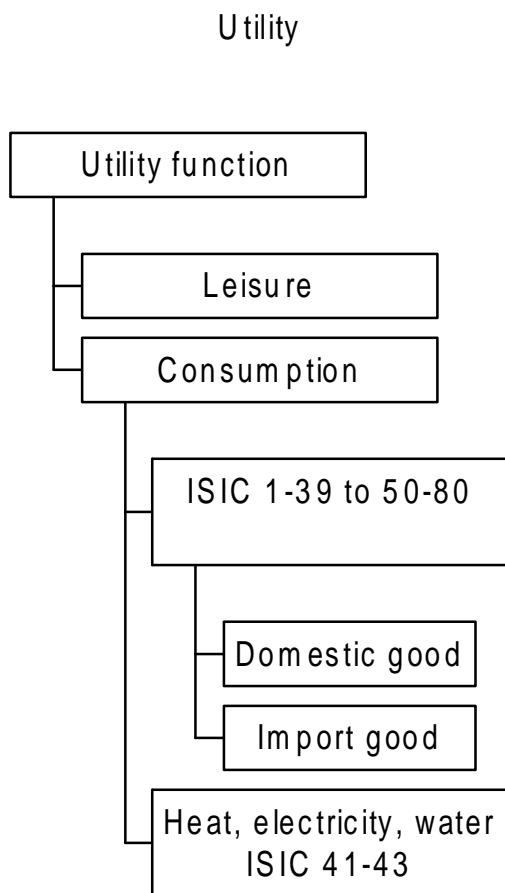 Utility
Utility function
Leisure
Consumption
ISIC 1-39 to 50-80
Domestic good
Import good
Heat, electricity, water
ISIC 41-43